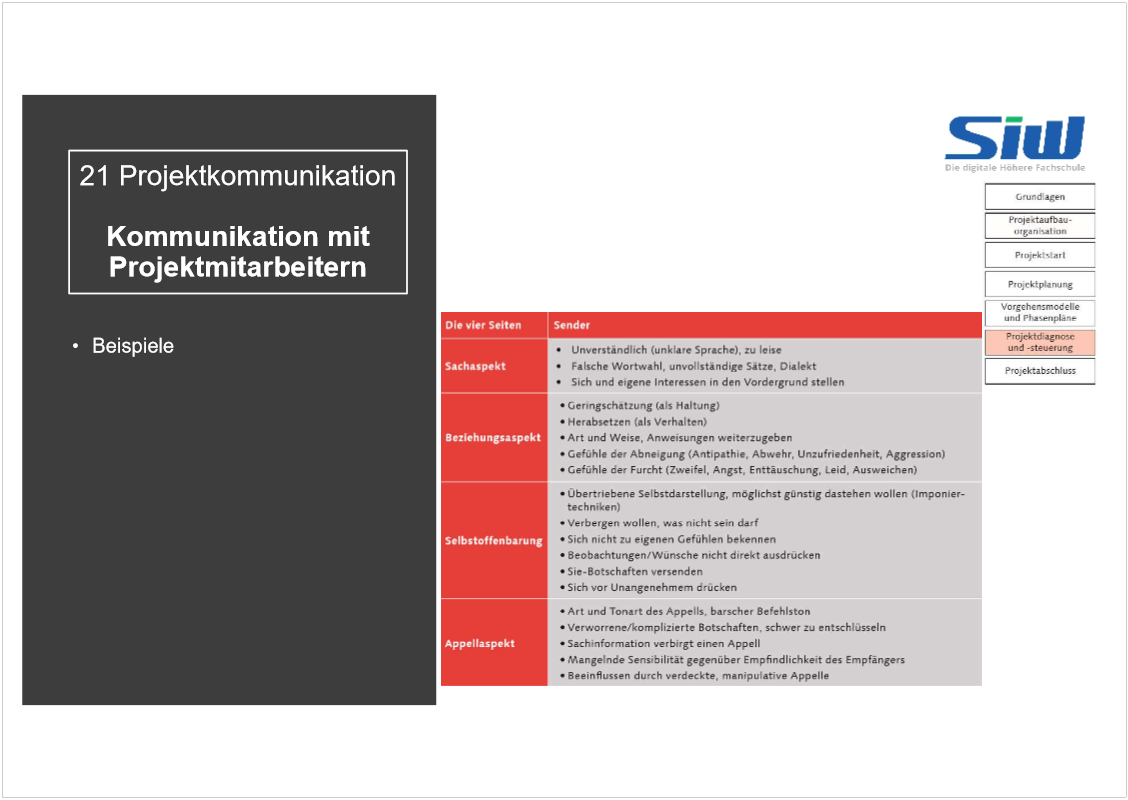 21 Projektkommunikation
Kommunikation mit
Projektmitarbeitern
• Beispiele
SiW
Die digitale Höhere Fachschule
Grundlagen
Projektaufbau-
organisation
Projektstart
Projektplanung
Vorgehensmodelle
und Phasenpläne
Projektdiagnose
und -steuerung
Projektabschluss
Die vier Seiten
Sender
Sachaspekt
• Unverständlich (unklare Sprache), zu leise
• Falsche Wortwahl, unvollständige Sätze, Dialekt
• Sich und eigene Interessen in den Vordergrund stellen
Beziehungsaspekt
• Geringschätzung (als Haltung)
• Herabsetzen (als Verhalten)
• Art und Weise, Anweisungen weiterzugeben
• Gefühle der Abneigung (Antipathie, Abwehr, Unzufriedenheit, Aggression)
• Gefühle der Furcht (Zweifel, Angst, Enttäuschung, Leid, Ausweichen)
Selbstoffenbarung
• Übertriebene Selbstdarstellung, möglichst günstig dastehen wollen (Imponier-
techniken)
• Verbergen wollen, was nicht sein darf
• Sich nicht zu eigenen Gefühlen bekennen
• Beobachtungen/Wünsche nicht direkt ausdrücken
• Sie-Botschaften versenden
• Sich vor Unangenehmem drücken
Appellaspekt
• Art und Tonart des Appells, barscher Befehlston
• Verworrene/komplizierte Botschaften, schwer zu entschlüsseln
• Sachinformation verbirgt einen Appell
• Mangelnde Sensibilität gegenüber Empfindlichkeit des Empfängers
• Beeinflussen durch verdeckte, manipulative Appelle